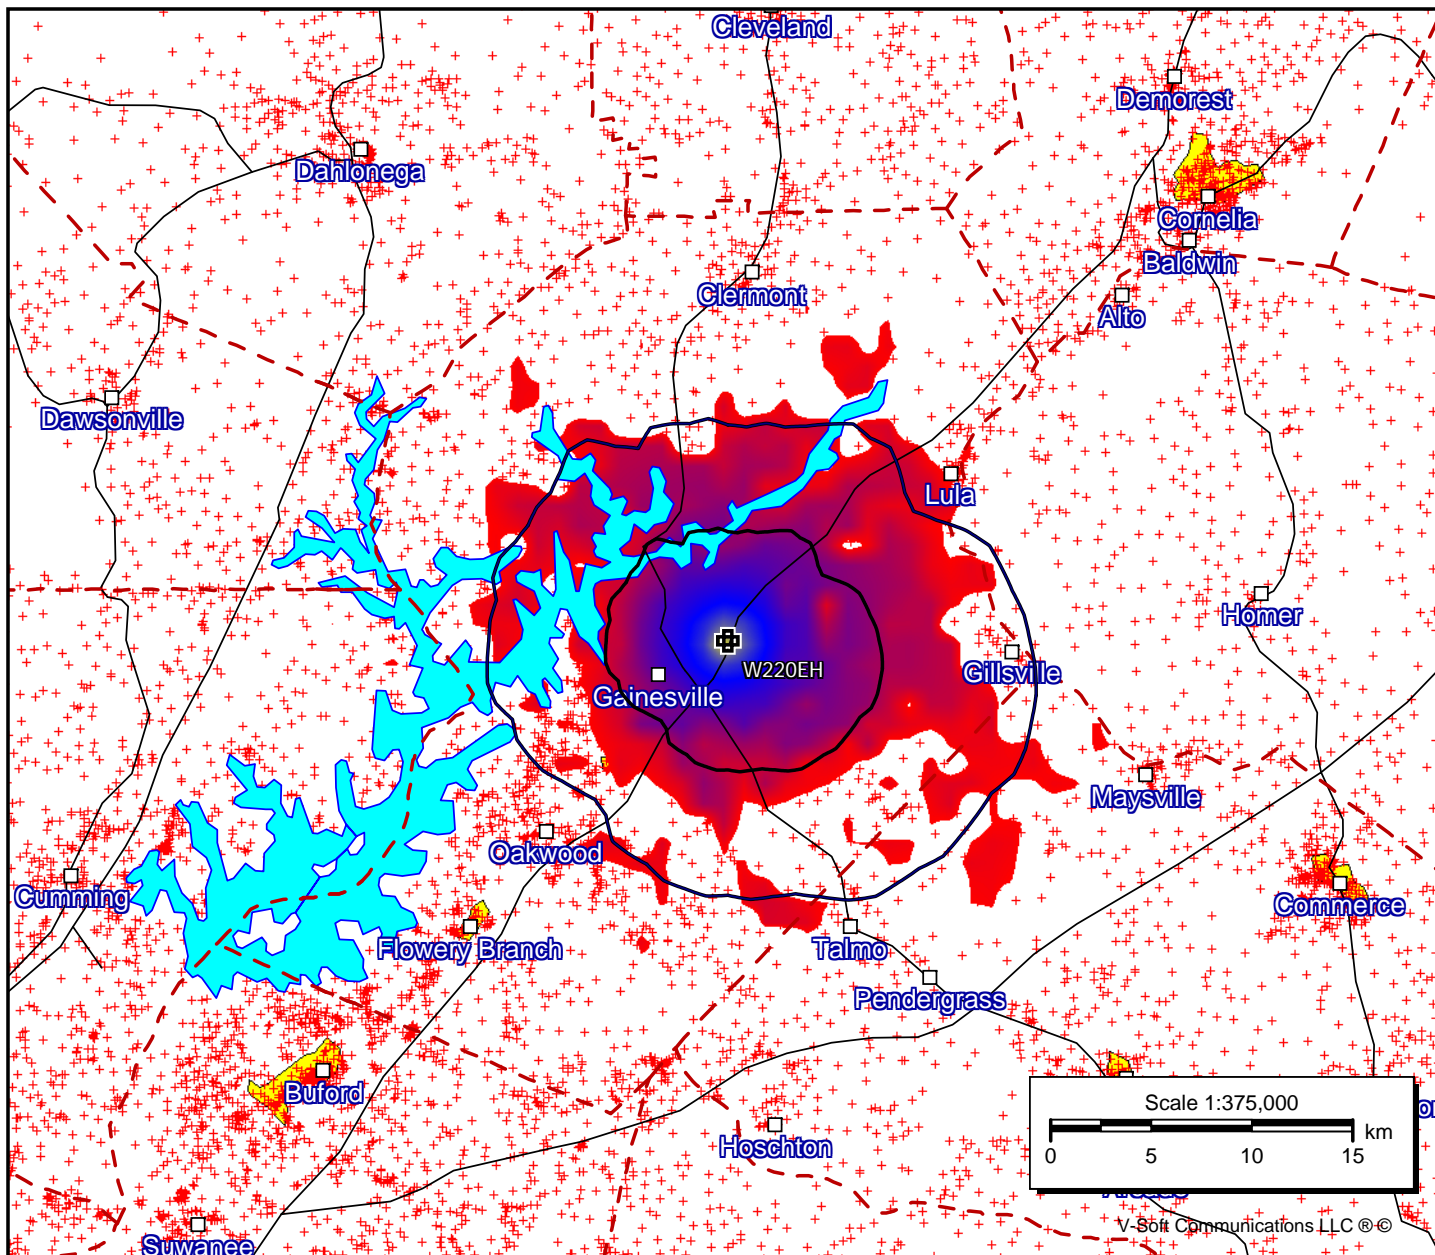 Cleveland
Demorest
Dahlonega
Cornelia
Baldwin
Clermont
Alto
Dawsonville
Lula
Homer
W220EH
Gillsville
Gainesville
Maysville
Oakwood
Cumming
Commerce
Flowery Branch
Talmo
Pendergrass
Buford
Scale 1:375,000
km
0 5 10 15
Hoschton
V-Soft Communications LLC ® ©
Suwanee